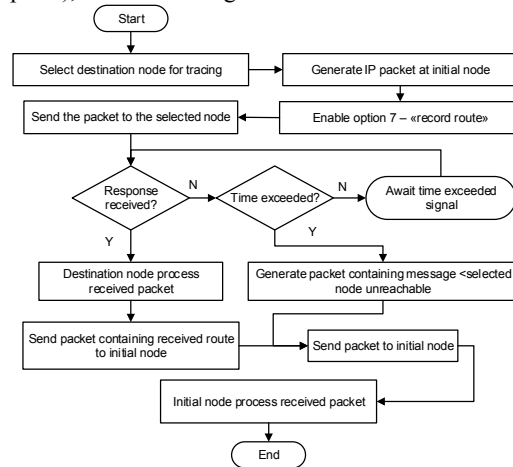 Start
Select destination node for tracing
Generate IP packet at initial node
Send the packet to the selected node
Enable option 7 – «record route»
Response
received?
N
Time exceeded?
N
Await time exceeded
signal
Y
Y
Destination node process
received packet
Generate packet containing message <selected
node unreachable
Send packet containing received route
to initial node
Send packet to initial node
Initial node process received packet
End